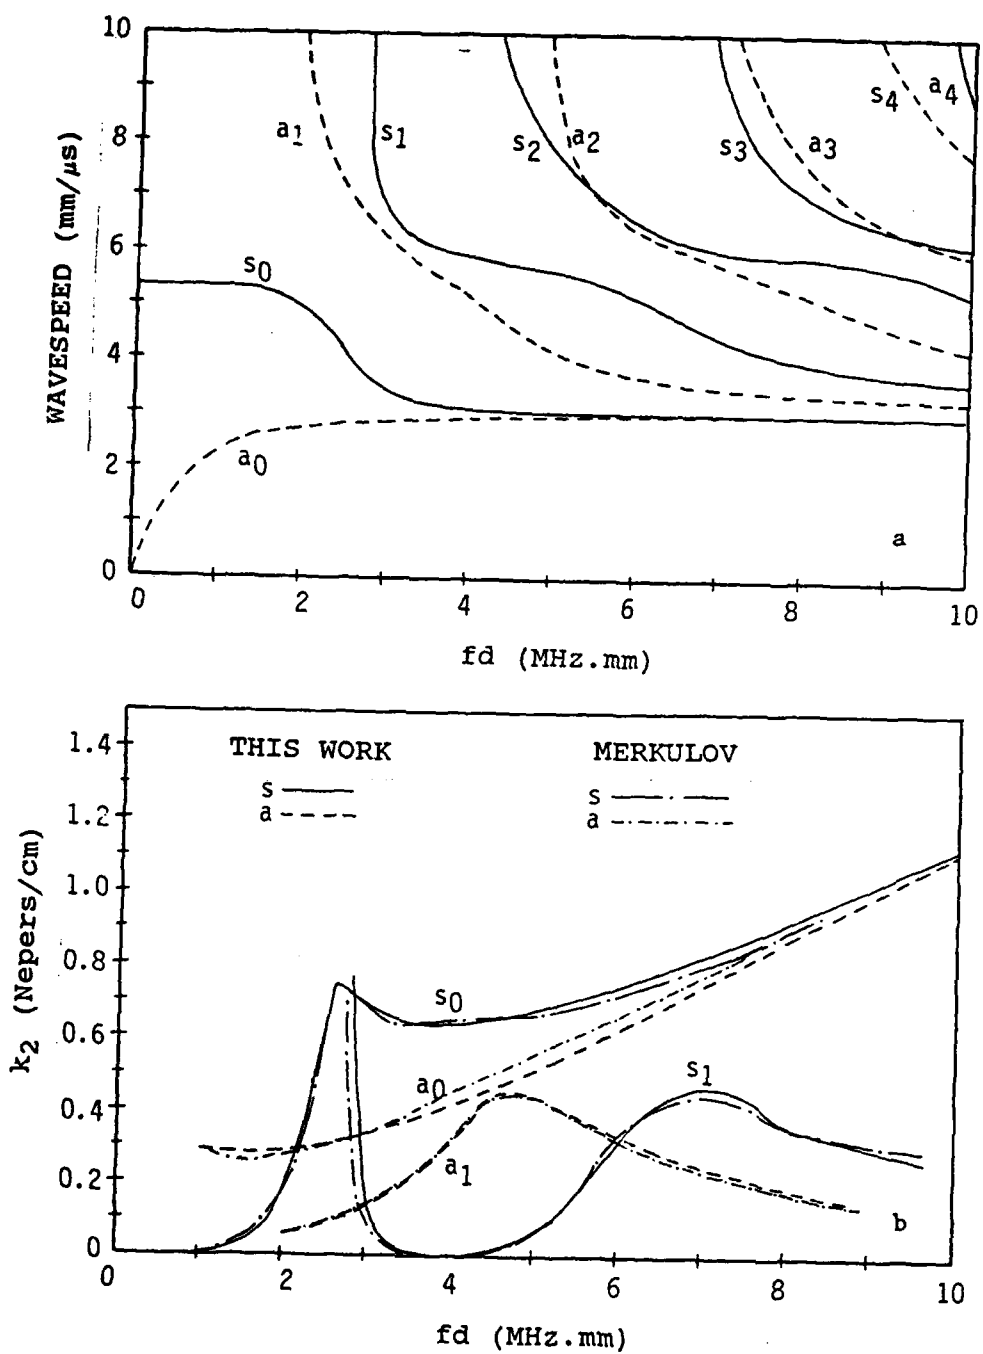 10
8
6
4
2
0
WAVESPEED (mm/μs)
a1
s1
s2
a2
s3
a3
s4
a4
s0
a0
a
0
2
4
6
8
10
fd (MHz.mm)
1.4
1.2
1.0
0.8
0.6
0.4
0.2
0
k2 (Nepers/cm)
THIS WORK
MERKULOV
s
a
s
a
s0
a0
s1
a1
b
0
2
4
6
8
10
fd (MHz.mm)